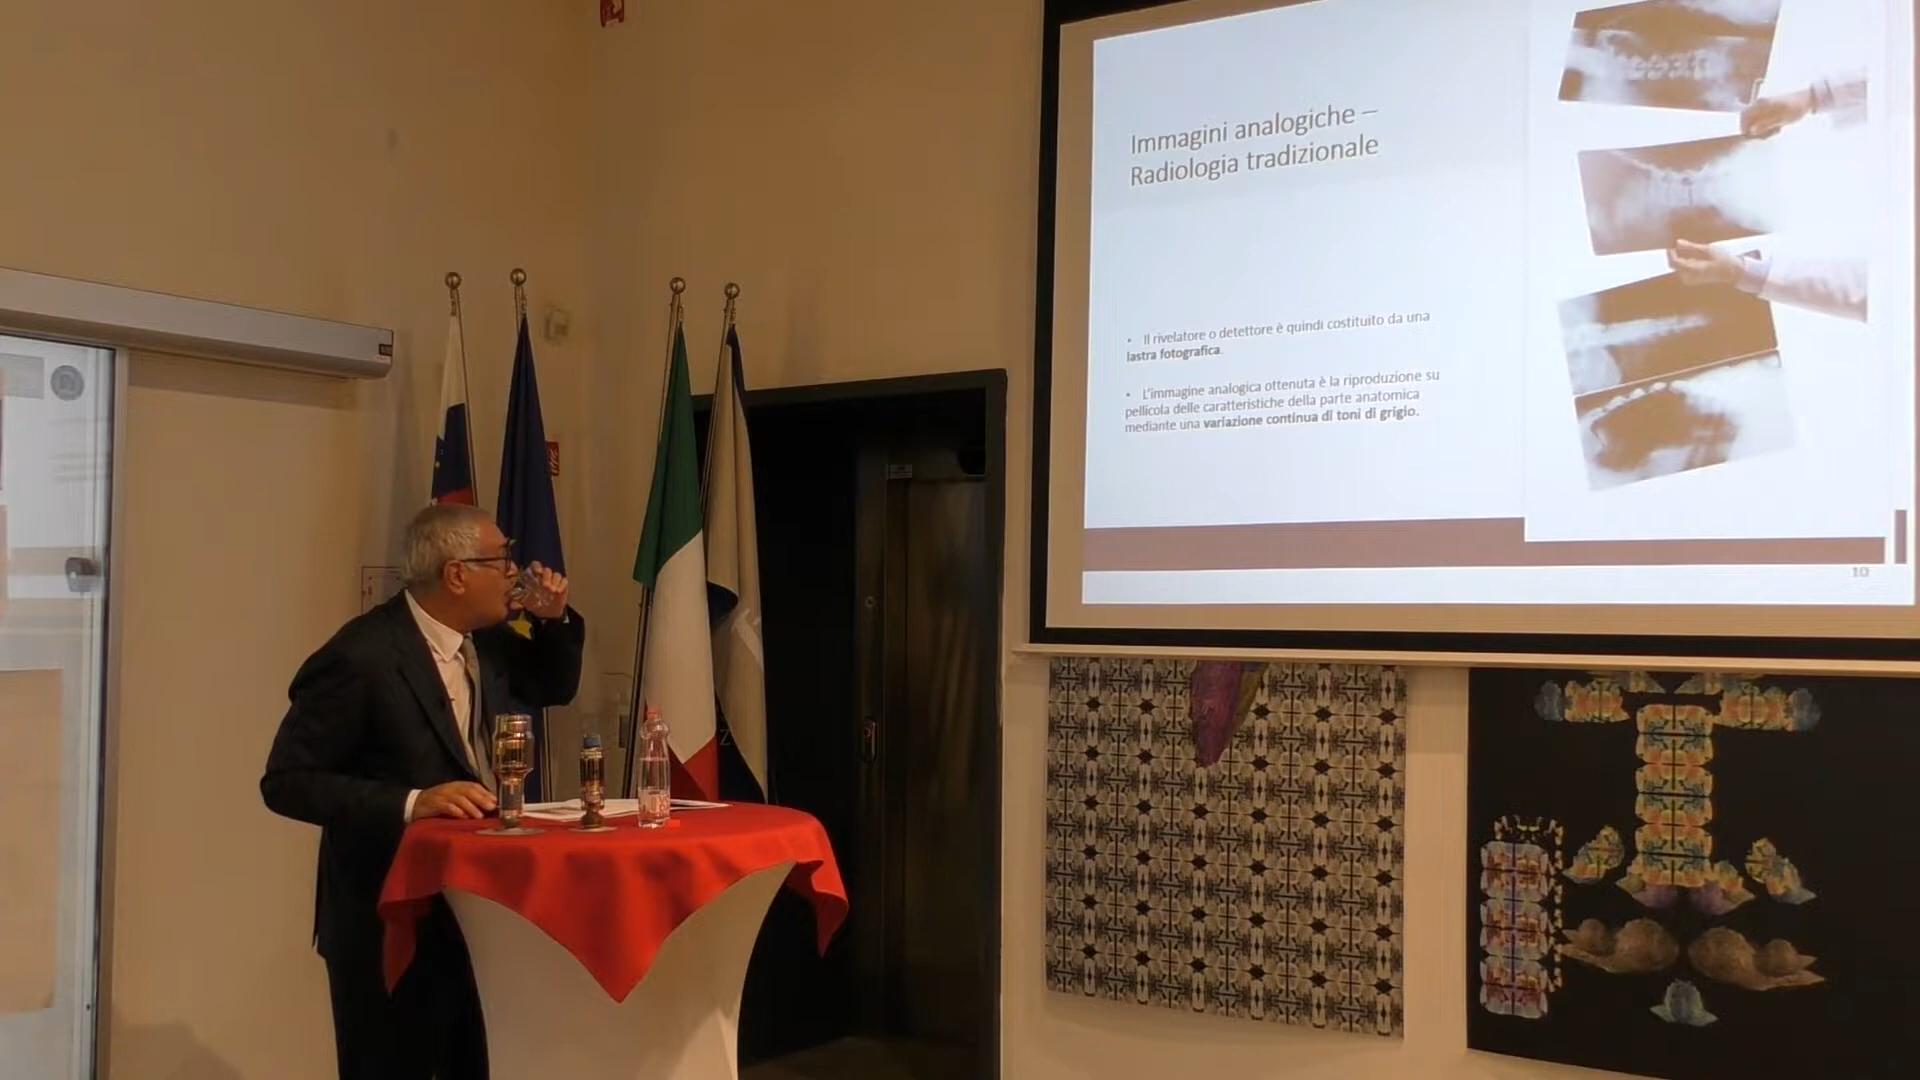 Immagini analogiche –
Radiologia tradizionale
• Il rivelatore o detettore è quindi costituito da una
lastra fotografica.
• L'immagine analogica ottenuta è la riproduzione su
pellicola delle caratteristiche della parte anatomica
mediante una variazione continua di toni di grigio.
10